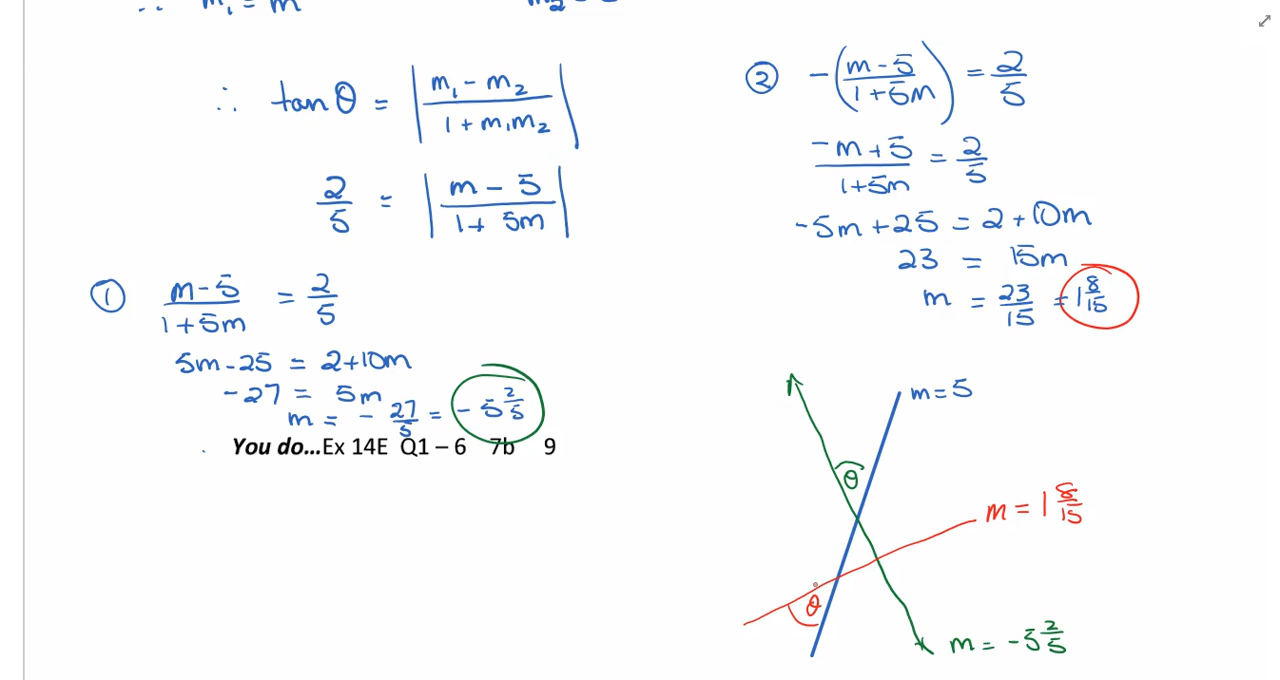 ∴ m₁ = m
m₂ =
∴ tan θ = |(m₁ - m₂)/(1 + m₁m₂)|
2/5 = |(m - 5)/(1 + 5m)|
① (m - 5)/(1 + 5m) = 2/5
5m - 25 = 2 + 10m
-27 = 5m
m = -27/5 = -5 2/5
You do...Ex 14E Q1 – 6 7b 9
② -((m - 5)/(1 + 5m)) = 2/5
(-m + 5)/(1 + 5m) = 2/5
-5m + 25 = 2 + 10m
23 = 15m
m = 23/15 = 1 8/15
m = 5
θ
m = 1 8/15
θ
m = -5 2/5